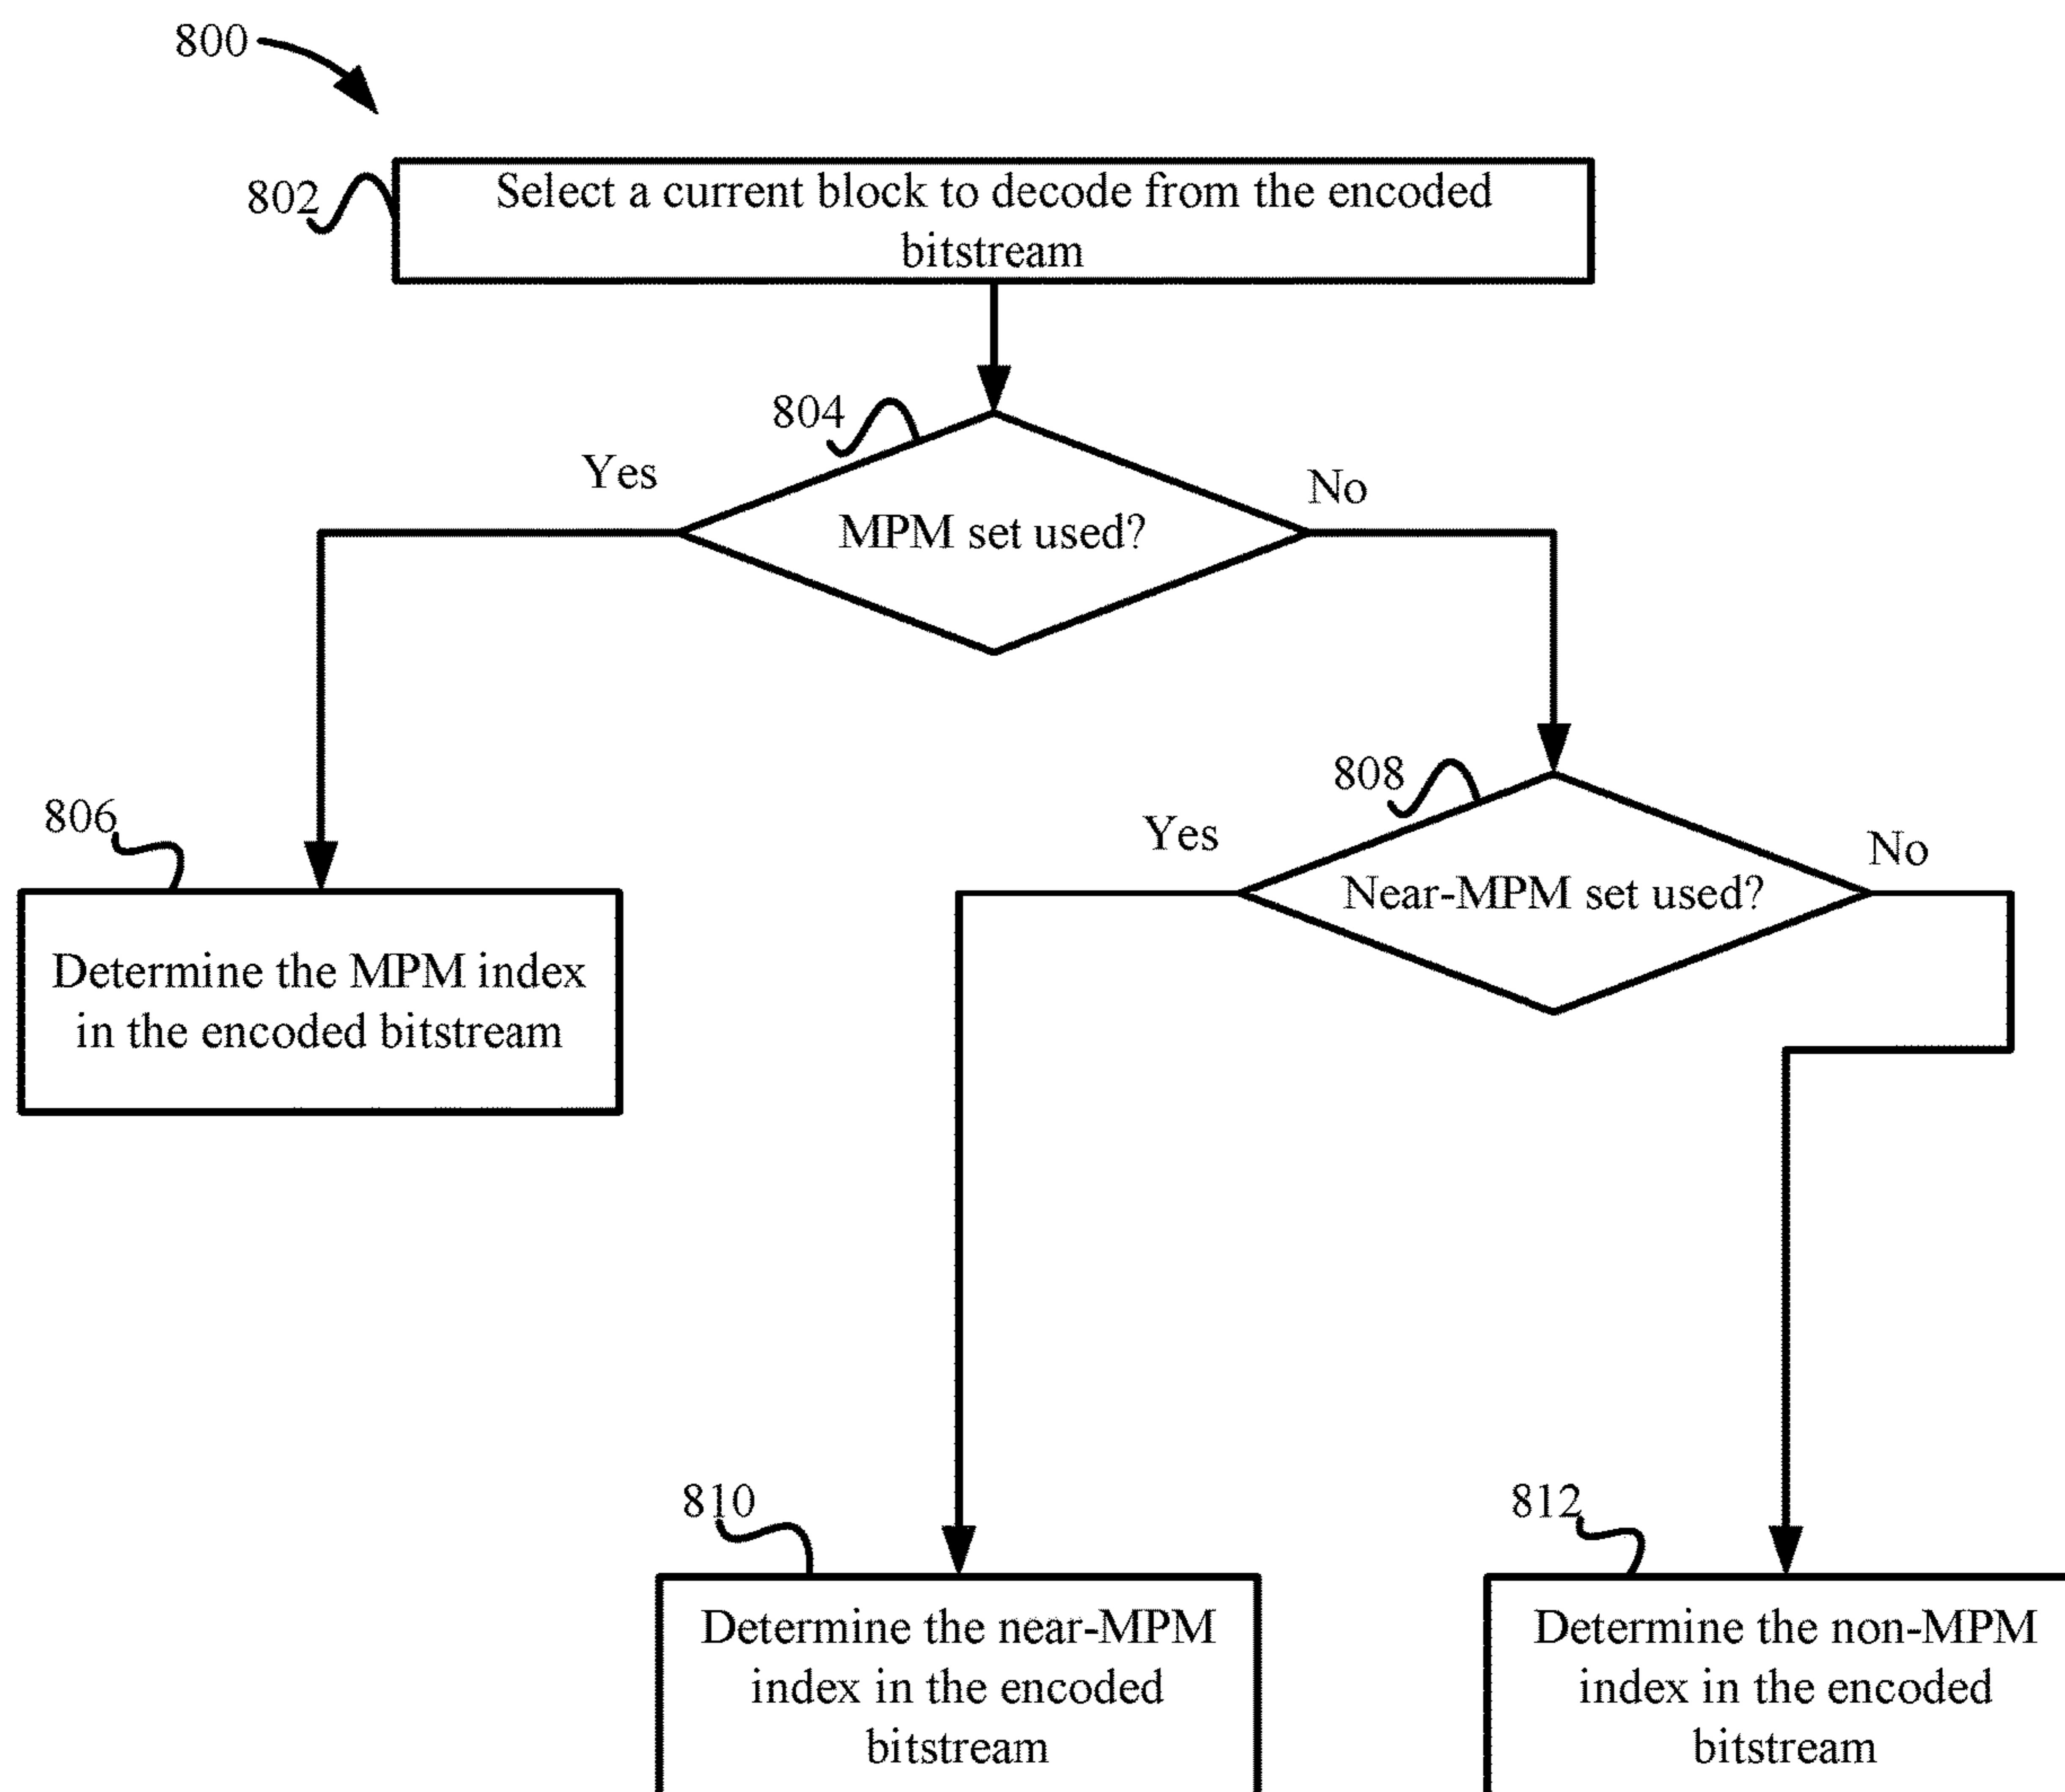 800
802
Select a current block to decode from the encoded
bitstream
804
Yes
No
MPM set used?
806
808
Yes
No
Near-MPM set used?
Determine the MPM index
in the encoded bitstream
810
812
Determine the near-MPM
index in the encoded
bitstream
Determine the non-MPM
index in the encoded
bitstream